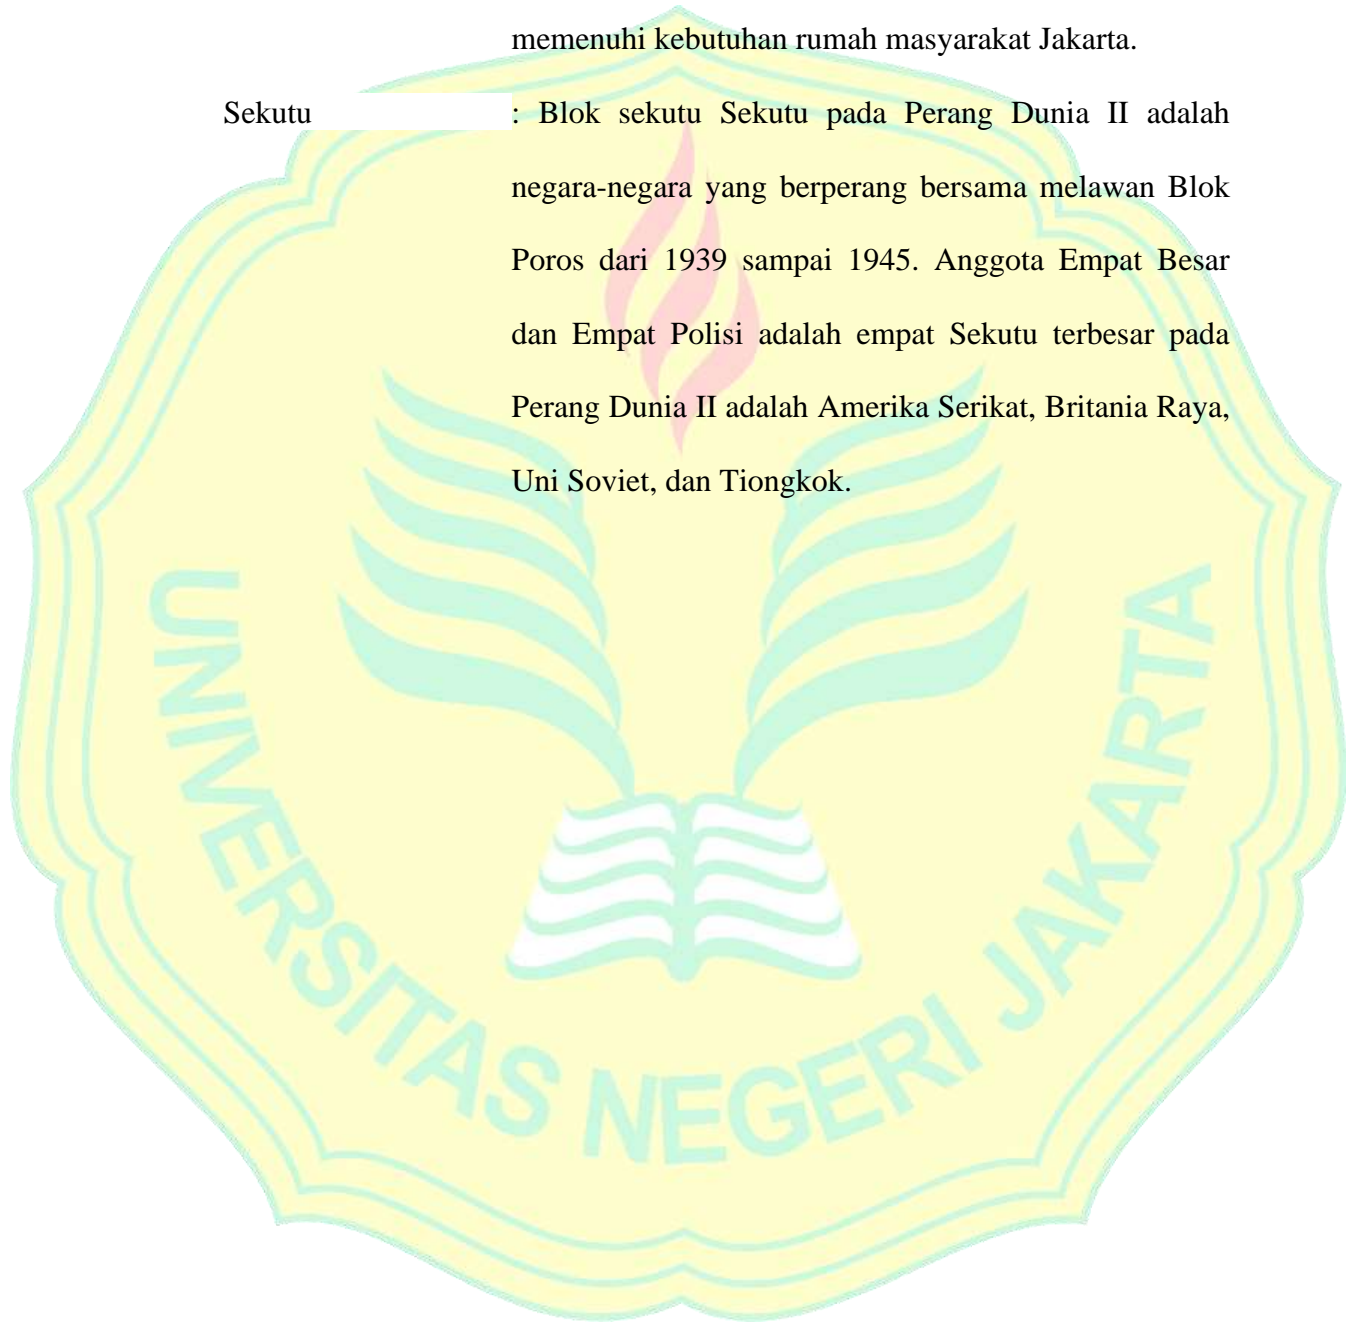 memenuhi kebutuhan rumah masyarakat Jakarta.
Sekutu : Blok sekutu Sekutu pada Perang Dunia II adalah
negara-negara yang berperang bersama melawan Blok
Poros dari 1939 sampai 1945. Anggota Empat Besar
dan Empat Polisi adalah empat Sekutu terbesar pada
Perang Dunia II adalah Amerika Serikat, Britania Raya,
Uni Soviet, dan Tiongkok.
UNIVERSITAS NEGERI JAKARTA